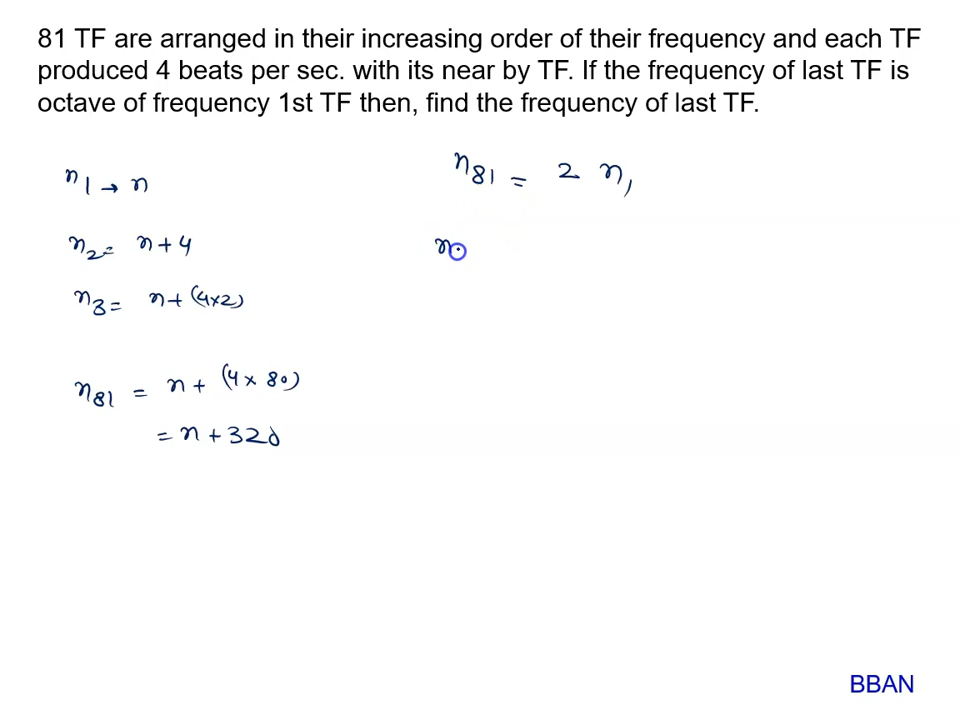 81 TF are arranged in their increasing order of their frequency and each TF
produced 4 beats per sec. with its near by TF. If the frequency of last TF is
octave of frequency 1st TF then, find the frequency of last TF.
n₁ → n
n₂ = n + 4
n₃ = n + (4×2)
n₈₁ = n + (4 × 80)
= n + 320
n₈₁ = 2 n₁
n
BBAN